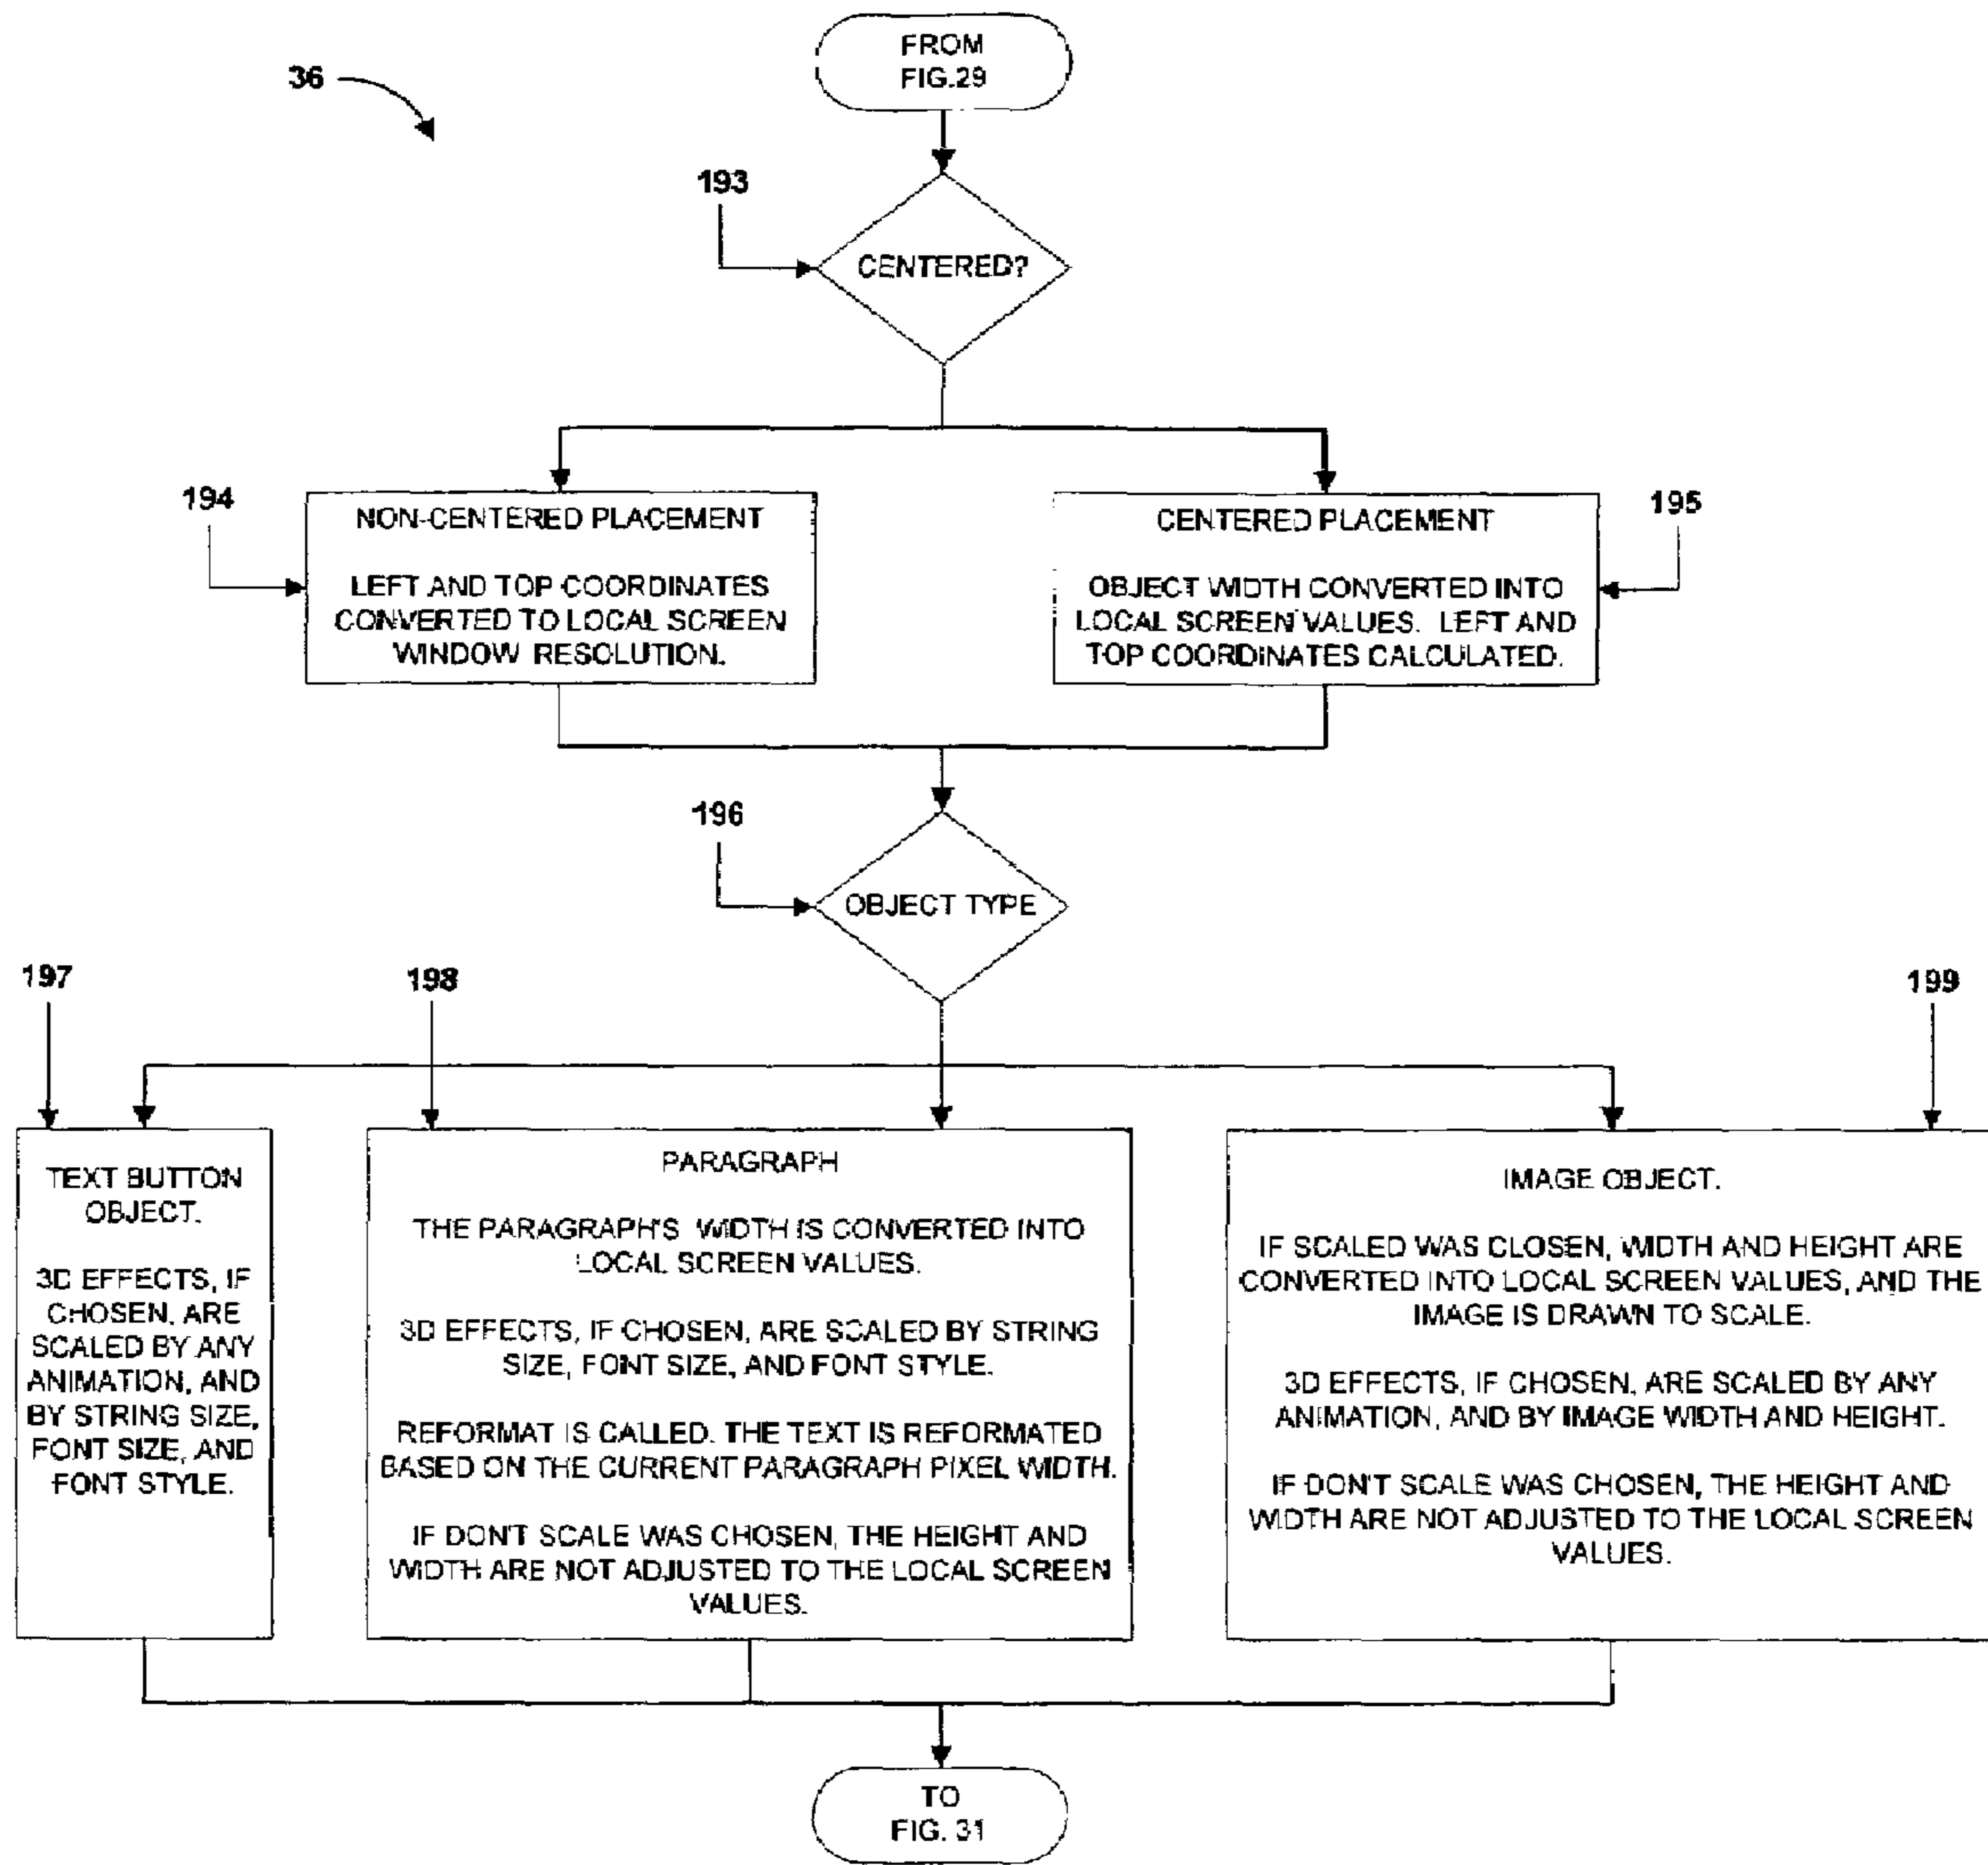 FROM
FIG.29
36
193
CENTERED?
194
NON-CENTERED PLACEMENT
LEFT AND TOP COORDINATES
CONVERTED TO LOCAL SCREEN
WINDOW RESOLUTION.
CENTERED PLACEMENT
OBJECT WIDTH CONVERTED INTO
LOCAL SCREEN VALUES. LEFT AND
TOP COORDINATES CALCULATED.
195
196
OBJECT TYPE
197
198
199
TEXT BUTTON
OBJECT.
3D EFFECTS, IF
CHOSEN, ARE
SCALED BY ANY
ANIMATION, AND
BY STRING SIZE,
FONT SIZE, AND
FONT STYLE.
PARAGRAPH
THE PARAGRAPH'S WIDTH IS CONVERTED INTO
LOCAL SCREEN VALUES.
3D EFFECTS, IF CHOSEN, ARE SCALED BY STRING
SIZE, FONT SIZE, AND FONT STYLE.
REFORMAT IS CALLED. THE TEXT IS REFORMATED
BASED ON THE CURRENT PARAGRAPH PIXEL WIDTH.
IF DON'T SCALE WAS CHOSEN, THE HEIGHT AND
WIDTH ARE NOT ADJUSTED TO THE LOCAL SCREEN
VALUES.
IMAGE OBJECT.
IF SCALED WAS CLOSEN, WIDTH AND HEIGHT ARE
CONVERTED INTO LOCAL SCREEN VALUES, AND THE
IMAGE IS DRAWN TO SCALE.
3D EFFECTS, IF CHOSEN, ARE SCALED BY ANY
ANIMATION, AND BY IMAGE WIDTH AND HEIGHT.
IF DON'T SCALE WAS CHOSEN, THE HEIGHT AND
WIDTH ARE NOT ADJUSTED TO THE LOCAL SCREEN
VALUES.
TO
FIG. 31